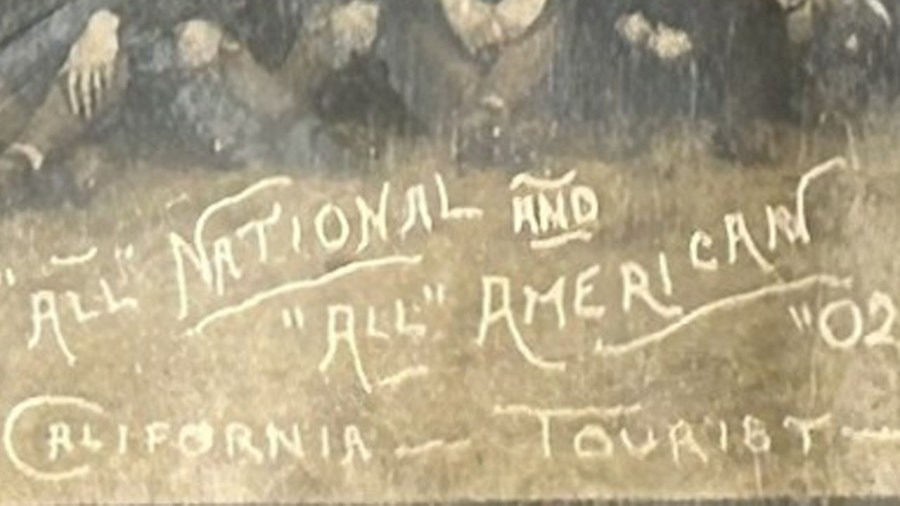 "ALL" NATIONAL AND
"ALL" AMERICAN "02
CALIFORNIA — TOURIST —